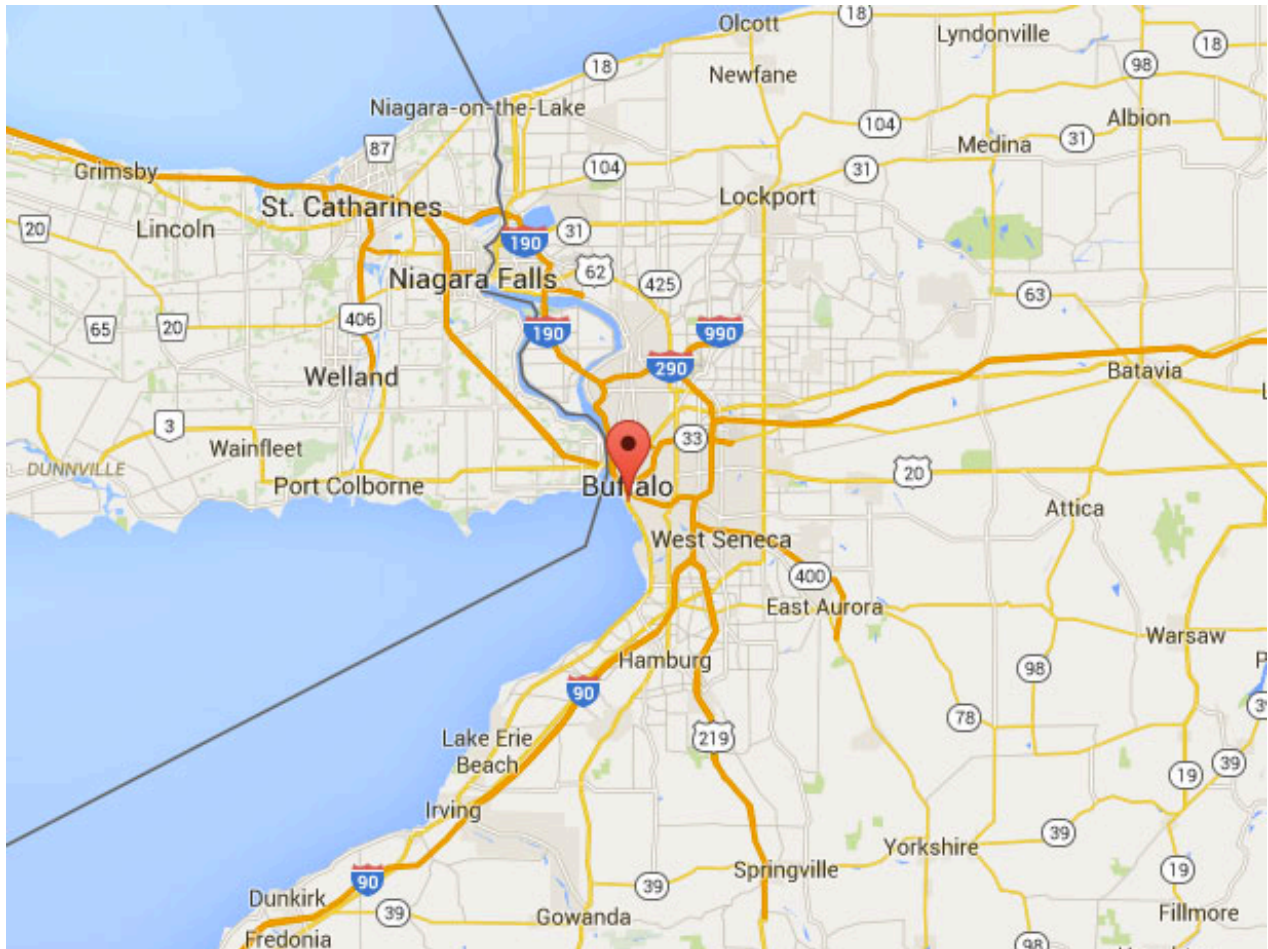 Olcott
18
Lyndonville
18
Newfane
98
18
Niagara-on-the-Lake
104
Albion
87
31
Medina
Grimsby
104
31
Lockport
St. Catharines
20
Lincoln
31
190
62
Niagara Falls
425
63
406
65
20
190
990
290
Batavia
Welland
3
33
Wainfleet
DUNNVILLE
20
Port Colborne
Buffalo
Attica
West Seneca
400
East Aurora
Warsaw
Hamburg
98
90
39
78
219
Lake Erie
Beach
39
19
Irving
39
Yorkshire
Springville
19
90
39
Dunkirk
39
Gowanda
Fillmore
Fredonia
98